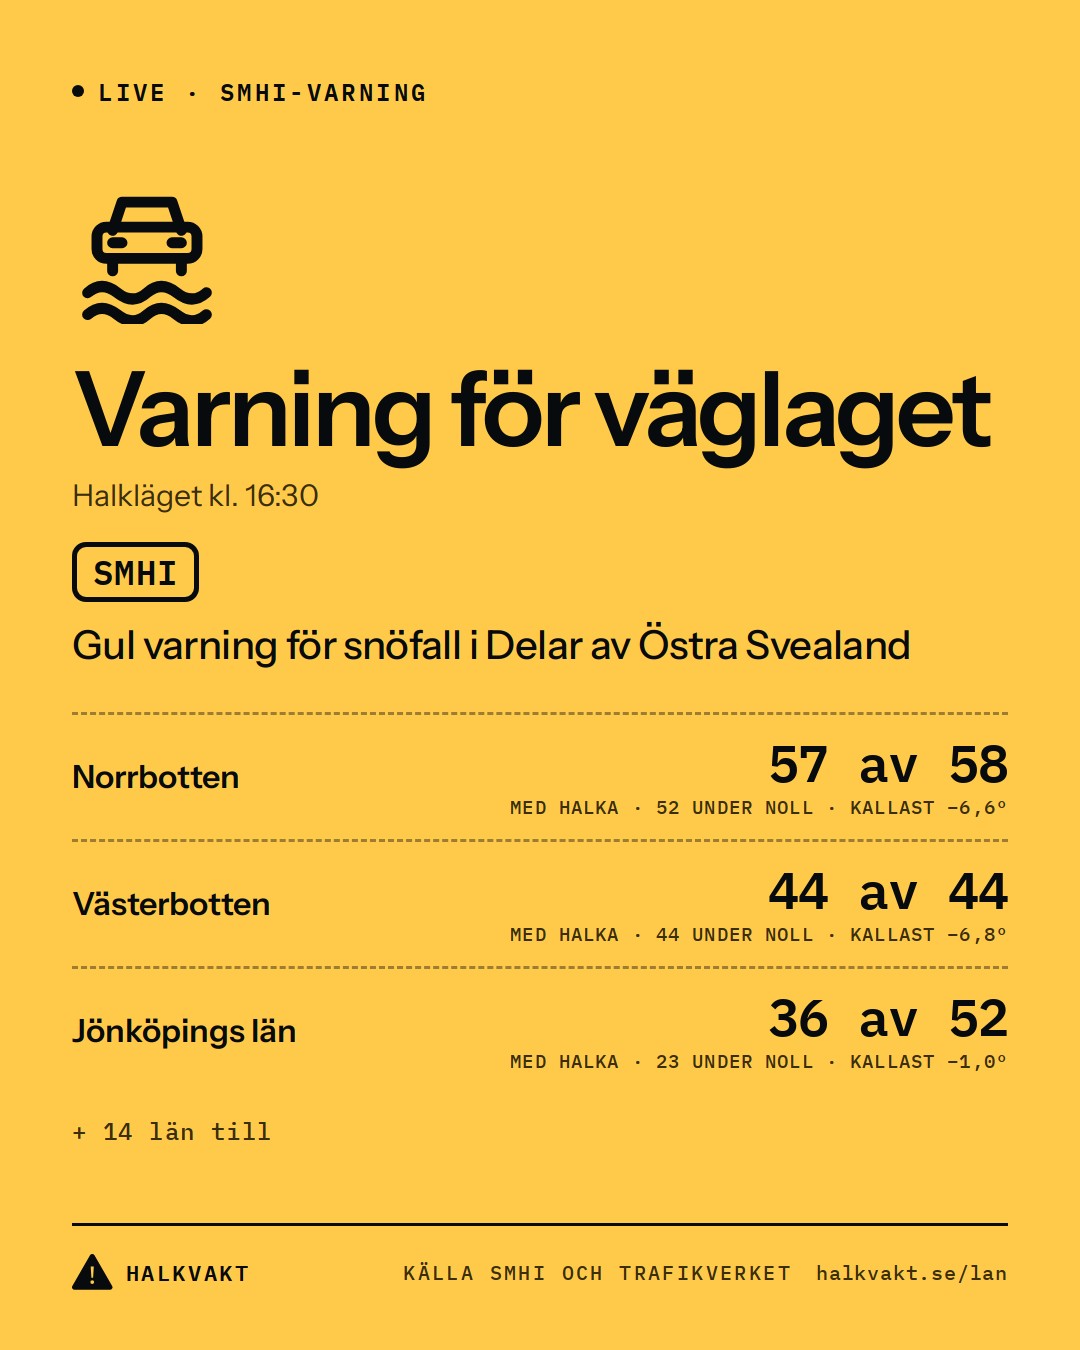 LIVE · SMHI-VARNING
Varning för väglaget
Halkläget kl. 16:30
SMHI
Gul varning för snöfall i Delar av Östra Svealand
Norrbotten
57 av 58
MED HALKA · 52 UNDER NOLL · KALLAST −6,6°
Västerbotten
44 av 44
MED HALKA · 44 UNDER NOLL · KALLAST −6,8°
Jönköpings län
36 av 52
MED HALKA · 23 UNDER NOLL · KALLAST −1,0°
+ 14 län till
HALKVAKT
KÄLLA SMHI OCH TRAFIKVERKET halkvakt.se/lan